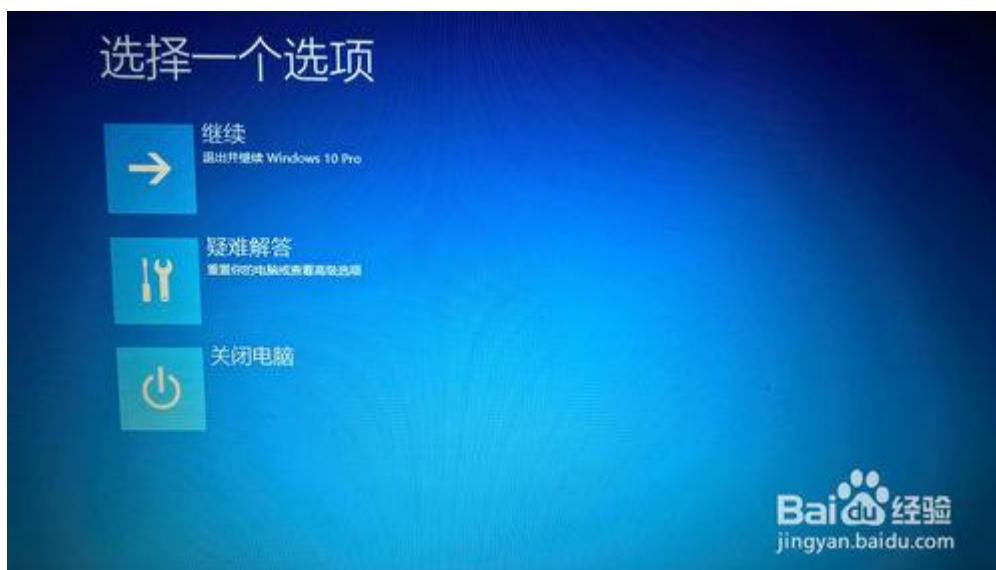 选择一个选项
继续
退出并继续 Windows 10 Pro
疑难解答
重置你的电脑或查看高级选项
关闭电脑
Baidu经验
jingyan.baidu.com